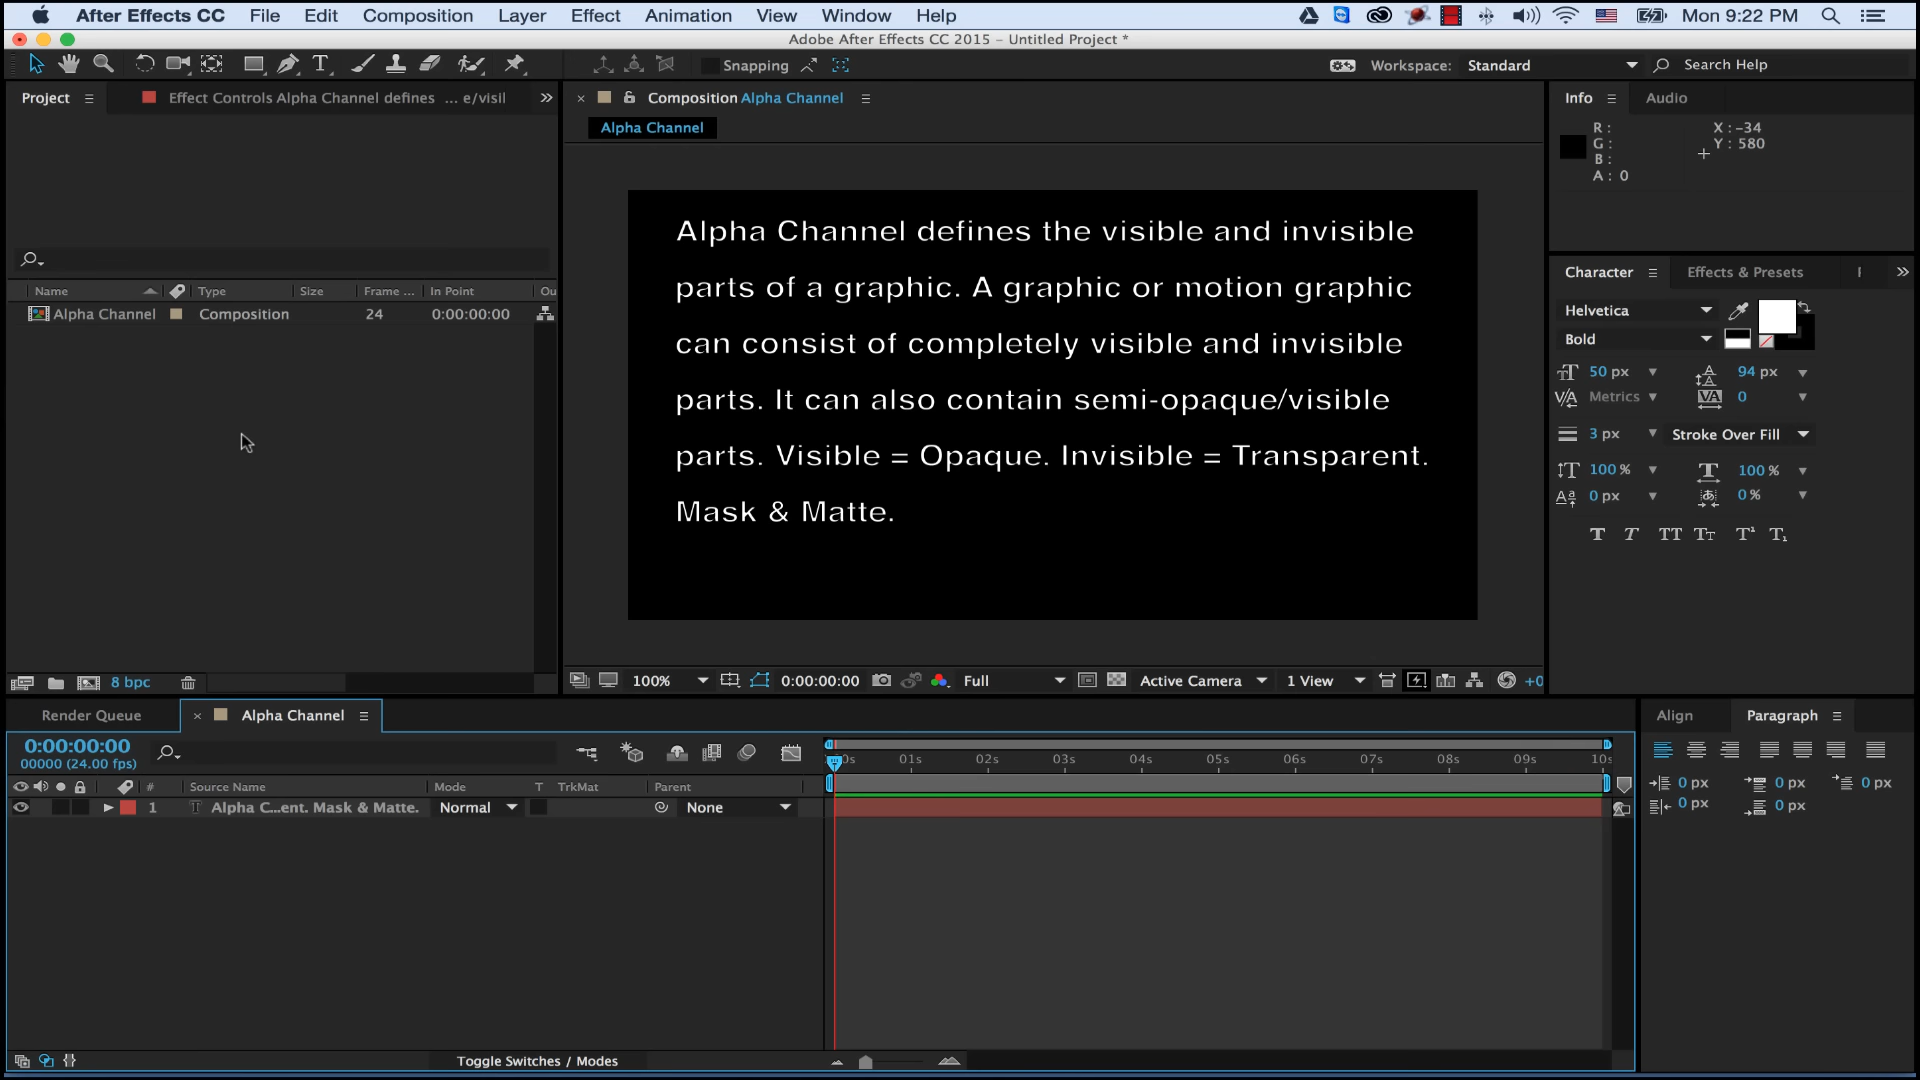 After Effects CC File Edit Composition Layer Effect Animation View Window Help Mon 9:22 PM
Adobe After Effects CC 2015 – Untitled Project *
Snapping Workspace: Standard Search Help
Project Effect Controls Alpha Channel defines ... e/visil
Composition Alpha Channel
Info Audio
Alpha Channel
R :
G :
B :
A : 0
X : -34
Y : 580
Alpha Channel defines the visible and invisible
parts of a graphic. A graphic or motion graphic
can consist of completely visible and invisible
parts. It can also contain semi-opaque/visible
parts. Visible = Opaque. Invisible = Transparent.
Mask & Matte.
Name Type Size Frame ... In Point Ou
Alpha Channel Composition 24 0:00:00:00
Character Effects & Presets
Helvetica
Bold
50 px 94 px
Metrics 0
3 px Stroke Over Fill
100 % 100 %
0 px 0 %
T T TT Tт T¹ T₁
8 bpc
100% 0:00:00:00 Full Active Camera 1 View +0
Render Queue Alpha Channel
Align Paragraph
0:00:00:00
00000 (24.00 fps)
0s 01s 02s 03s 04s 05s 06s 07s 08s 09s 10s
# Source Name Mode T TrkMat Parent
1 Alpha C...ent. Mask & Matte. Normal None
0 px 0 px 0 px
0 px 0 px
Toggle Switches / Modes